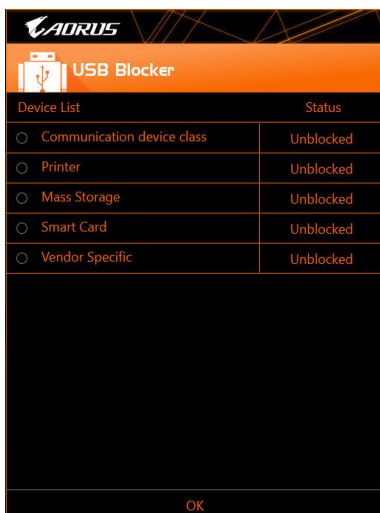 AORUS
USB Blocker
Device List Status
Communication device class Unblocked
Printer Unblocked
Mass Storage Unblocked
Smart Card Unblocked
Vendor Specific Unblocked
OK